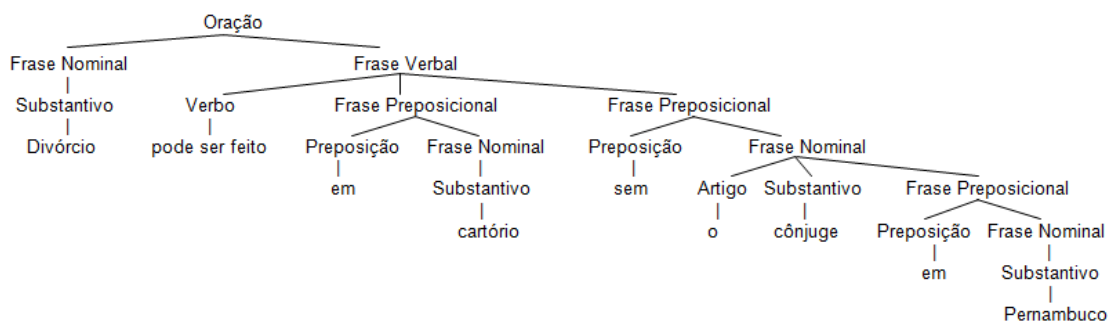 Oração
Frase Nominal Frase Verbal
Substantivo Verbo Frase Preposicional Frase Preposicional
Divórcio pode ser feito Preposição Frase Nominal Preposição Frase Nominal
em Substantivo sem Artigo Substantivo Frase Preposicional
cartório o cônjuge Preposição Frase Nominal
em Substantivo
Pernambuco